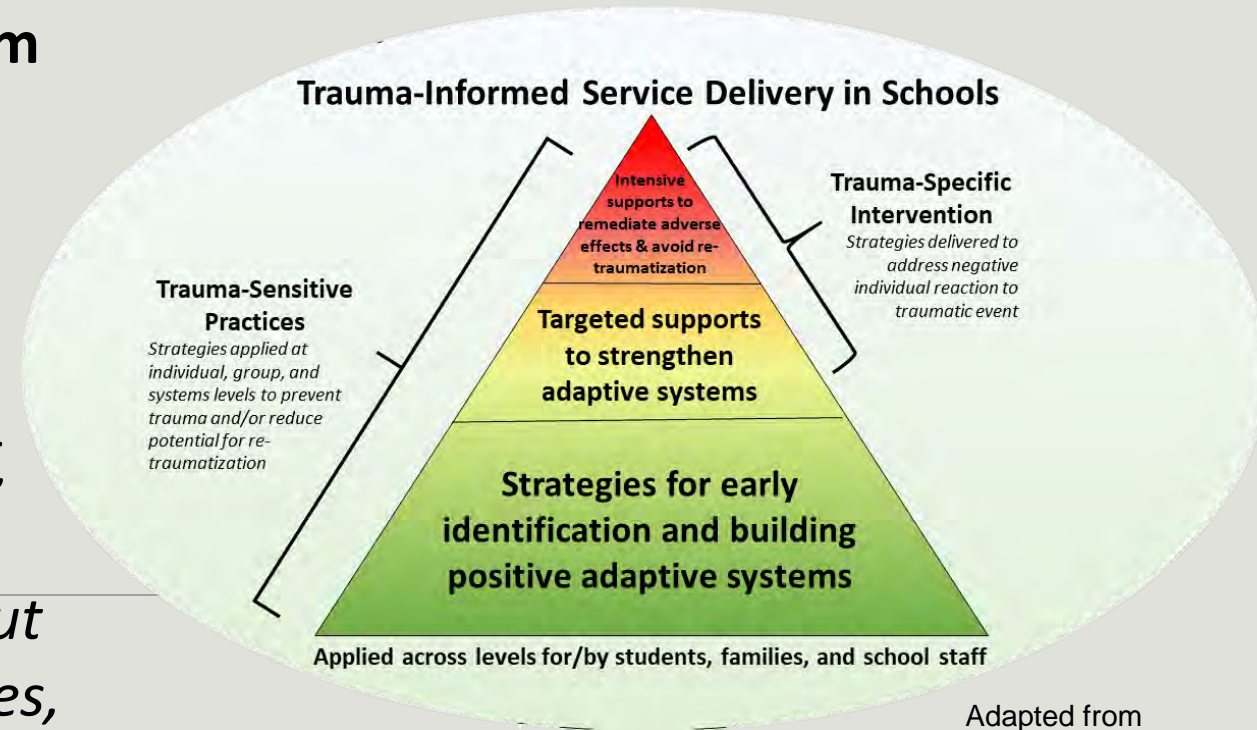 m
Trauma-Informed Service Delivery in Schools
Intensive
supports to
remediate adverse
effects & avoid re-
traumatization
Trauma-Specific
Intervention
Strategies delivered to
address negative
individual reaction to
traumatic event
Trauma-Sensitive
Practices
Strategies applied at
individual, group, and
systems levels to prevent
trauma and/or reduce
potential for re-
traumatization
Targeted supports
to strengthen
adaptive systems
Strategies for early
identification and building
positive adaptive systems
ut
es,
Applied across levels for/by students, families, and school staff
Adapted from